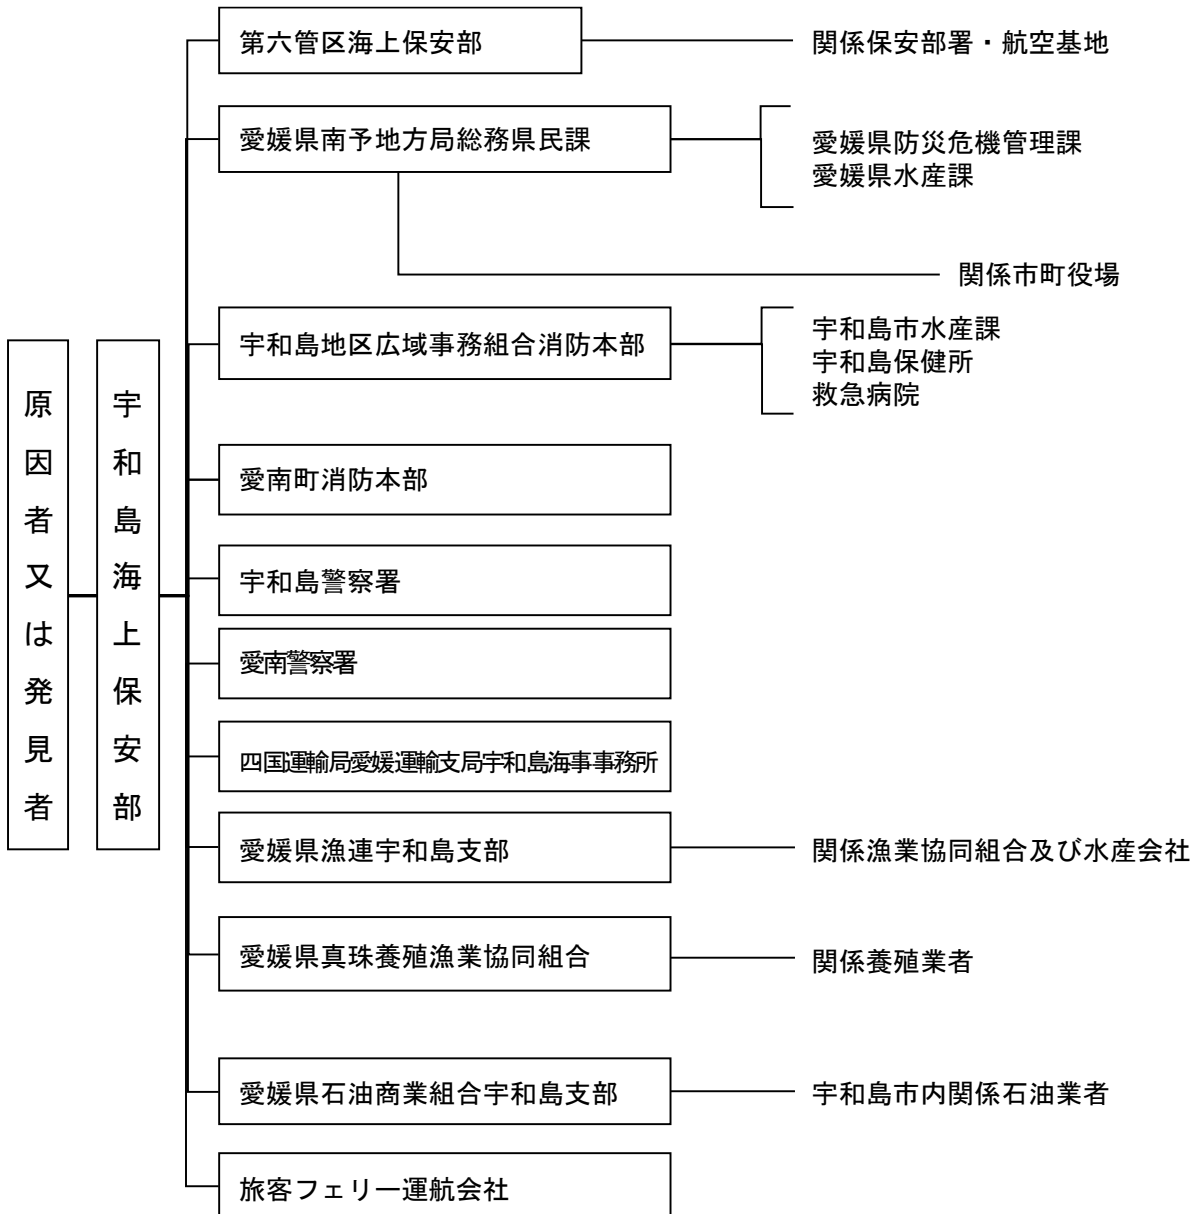 第六管区海上保安部
関係保安部署・航空基地
愛媛県南予地方局総務県民課
愛媛県防災危機管理課
愛媛県水産課
関係市町役場
宇和島地区広域事務組合消防本部
宇和島市水産課
宇和島保健所
救急病院
原因者又は発見者
宇和島海上保安部
愛南町消防本部
宇和島警察署
愛南警察署
四国運輸局愛媛運輸支局宇和島海事事務所
愛媛県漁連宇和島支部
関係漁業協同組合及び水産会社
愛媛県真珠養殖漁業協同組合
関係養殖業者
愛媛県石油商業組合宇和島支部
宇和島市内関係石油業者
旅客フェリー運航会社